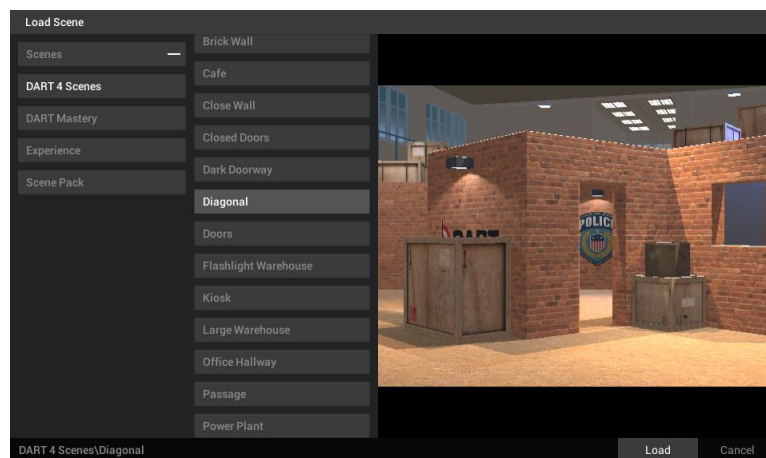 Load Scene
Scenes
DART 4 Scenes
DART Mastery
Experience
Scene Pack
Brick Wall
Cafe
Close Wall
Closed Doors
Dark Doorway
Diagonal
Doors
Flashlight Warehouse
Kiosk
Large Warehouse
Office Hallway
Passage
Power Plant
POLICE
DART
DART 4 Scenes\Diagonal
Load
Cancel